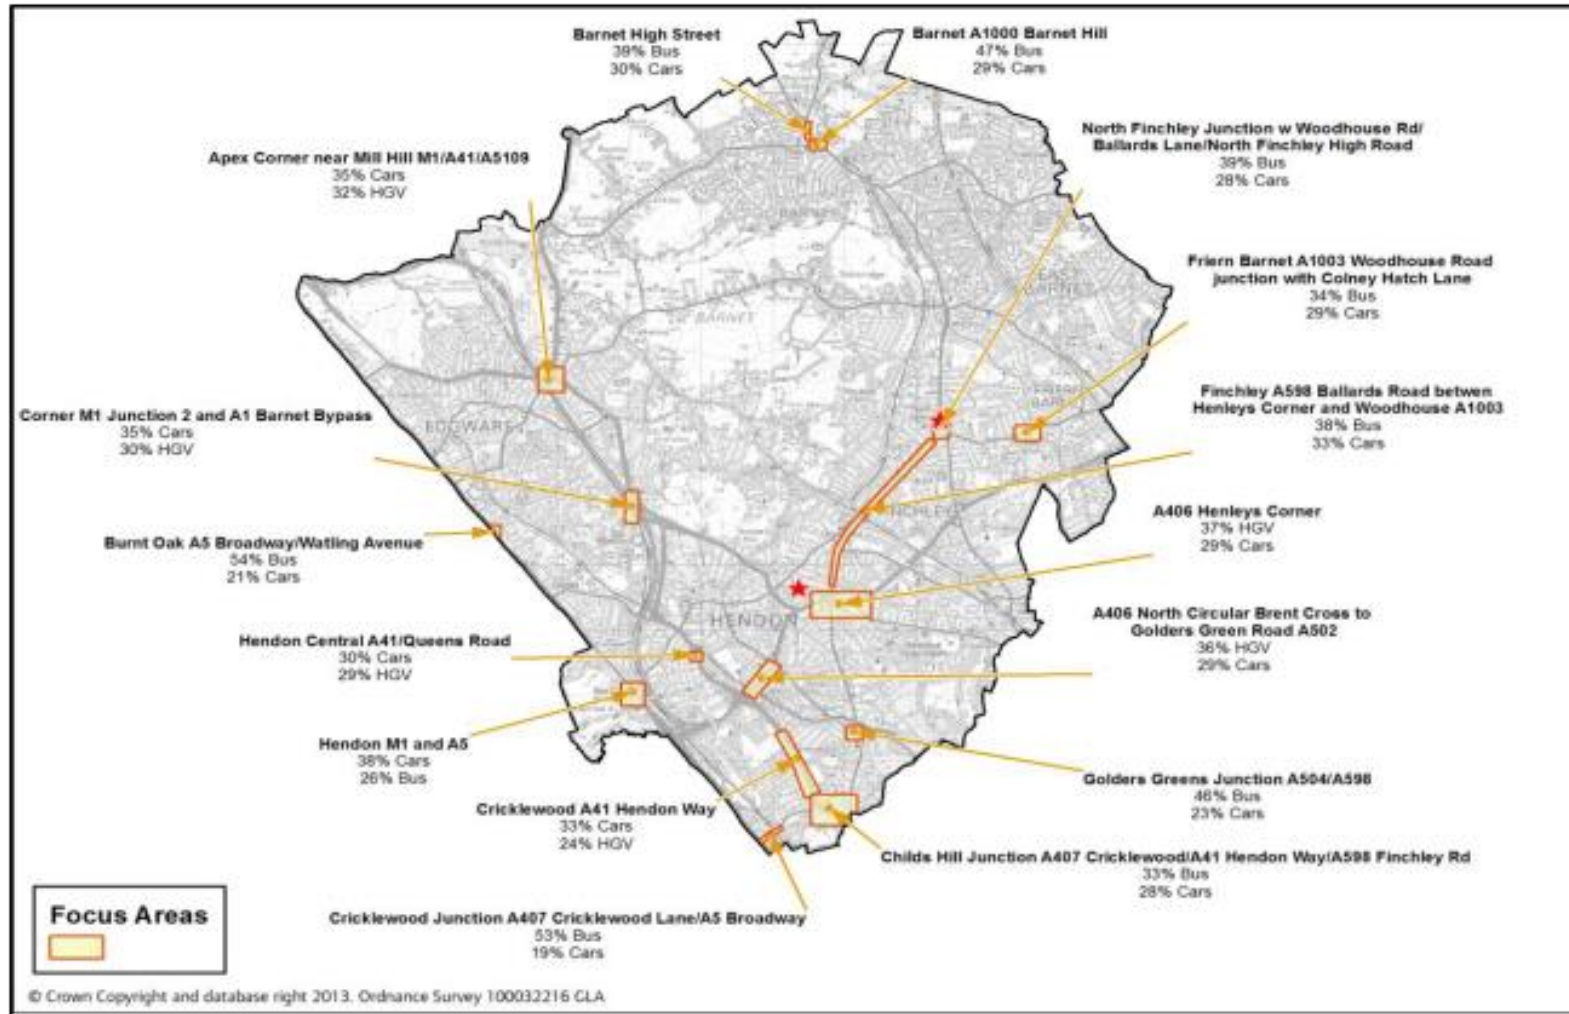 Barnet High Street
39% Bus
30% Cars
Barnet A1000 Barnet Hill
47% Bus
29% Cars
North Finchley Junction w Woodhouse Rd/
Ballards Lane/North Finchley High Road
39% Bus
28% Cars
Apex Corner near Mill Hill M1/A41/A5109
35% Cars
32% HGV
Friern Barnet A1003 Woodhouse Road
junction with Colney Hatch Lane
34% Bus
29% Cars
Finchley A598 Ballards Road betwen
Henleys Corner and Woodhouse A1003
38% Bus
33% Cars
Corner M1 Junction 2 and A1 Barnet Bypass
35% Cars
30% HGV
A406 Henleys Corner
37% HGV
29% Cars
Burnt Oak A5 Broadway/Watling Avenue
54% Bus
21% Cars
A406 North Circular Brent Cross to
Golders Green Road A502
36% HGV
29% Cars
Hendon Central A41/Queens Road
30% Cars
29% HGV
Hendon M1 and A5
38% Cars
26% Bus
Golders Greens Junction A504/A598
46% Bus
23% Cars
Cricklewood A41 Hendon Way
33% Cars
24% HGV
Childs Hill Junction A407 Cricklewood/A41 Hendon Way/A598 Finchley Rd
33% Bus
28% Cars
Cricklewood Junction A407 Cricklewood Lane/A5 Broadway
53% Bus
19% Cars
BARNET
EDGWARE
HENDON
Focus Areas
© Crown Copyright and database right 2013. Ordnance Survey 100032216 GLA